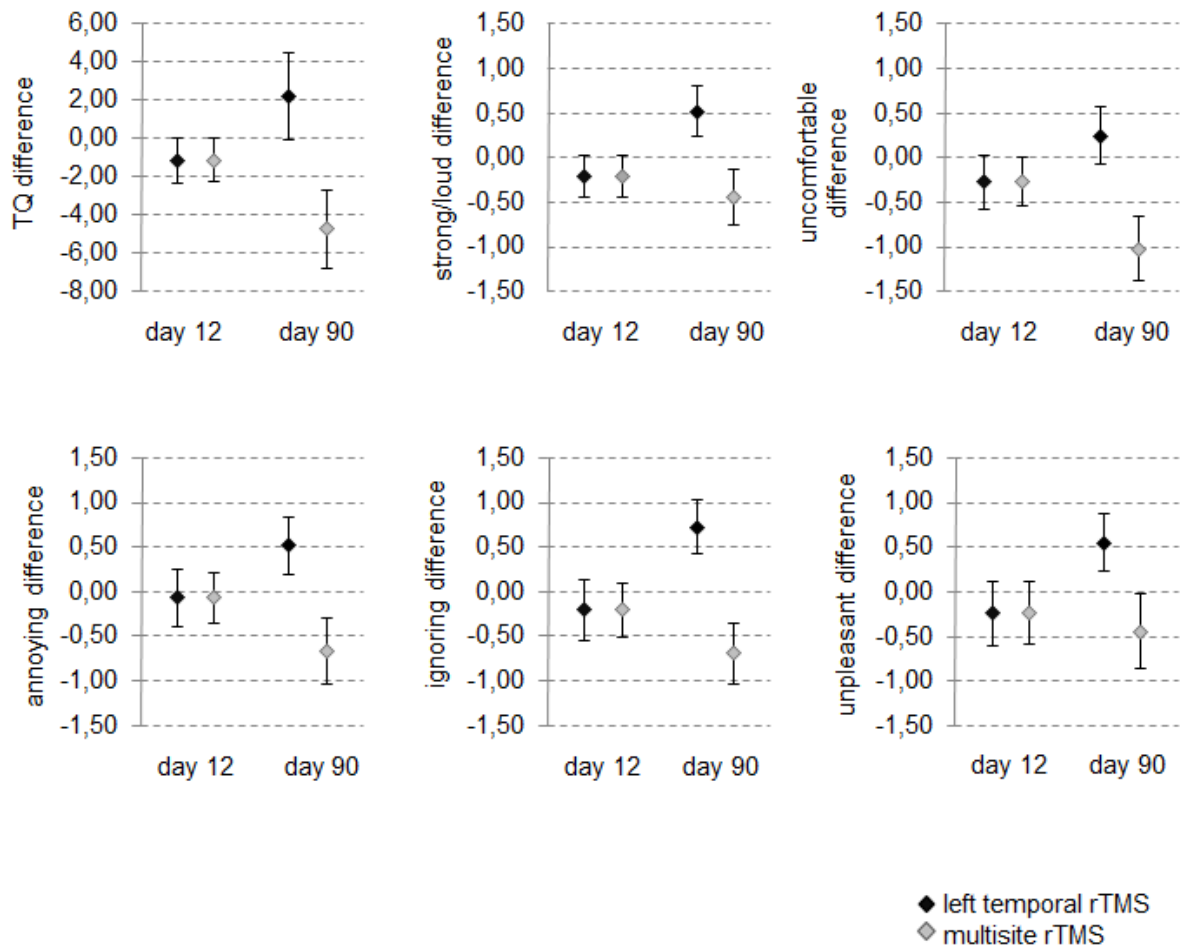 6,00
4,00
2,00
0,00
-2,00
-4,00
-6,00
-8,00
TQ difference
day 12 day 90
1,50
1,00
0,50
0,00
-0,50
-1,00
-1,50
strong/loud difference
day 12 day 90
1,50
1,00
0,50
0,00
-0,50
-1,00
-1,50
uncomfortable
difference
day 12 day 90
1,50
1,00
0,50
0,00
-0,50
-1,00
-1,50
annoying difference
day 12 day 90
1,50
1,00
0,50
0,00
-0,50
-1,00
-1,50
ignoring difference
day 12 day 90
1,50
1,00
0,50
0,00
-0,50
-1,00
-1,50
unpleasant difference
day 12 day 90
left temporal rTMS
multisite rTMS